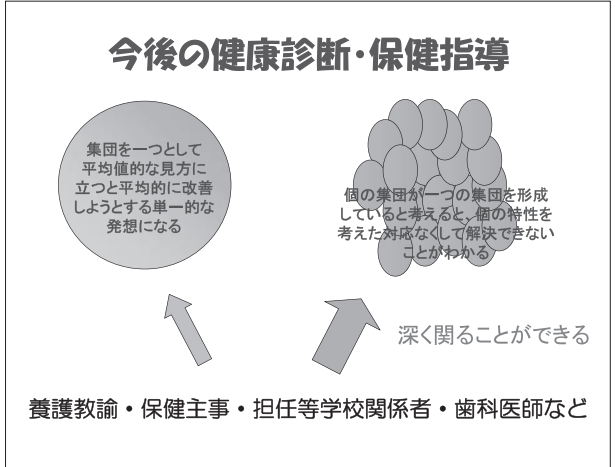 今後の健康診断・保健指導
集団を一つとして
平均値的な見方に
立つと平均的に改善
しようとする単一的な
発想になる
個の集団が一つの集団を形成
していると考えると、個の特性を
考えた対応なくして解決できない
ことがわかる
深く関ることができる
養護教諭・保健主事・担任等学校関係者・歯科医師など